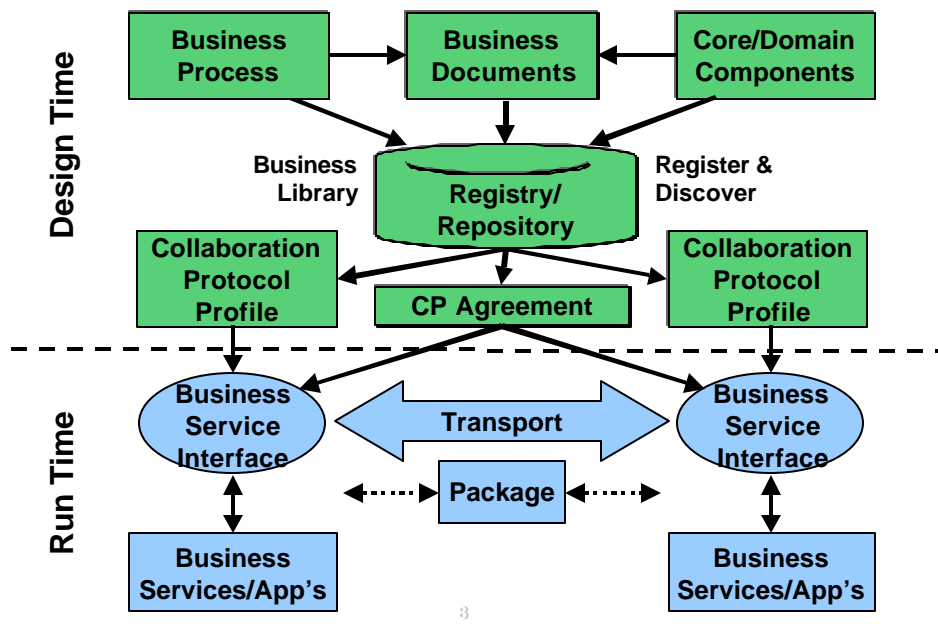 Design Time
Business
Process
Business
Documents
Core/Domain
Components
Business
Library
Registry/
Repository
Register &
Discover
Collaboration
Protocol
Profile
CP Agreement
Collaboration
Protocol
Profile
Run Time
Business
Service
Interface
Transport
Business
Service
Interface
Package
Business
Services/App's
Business
Services/App's